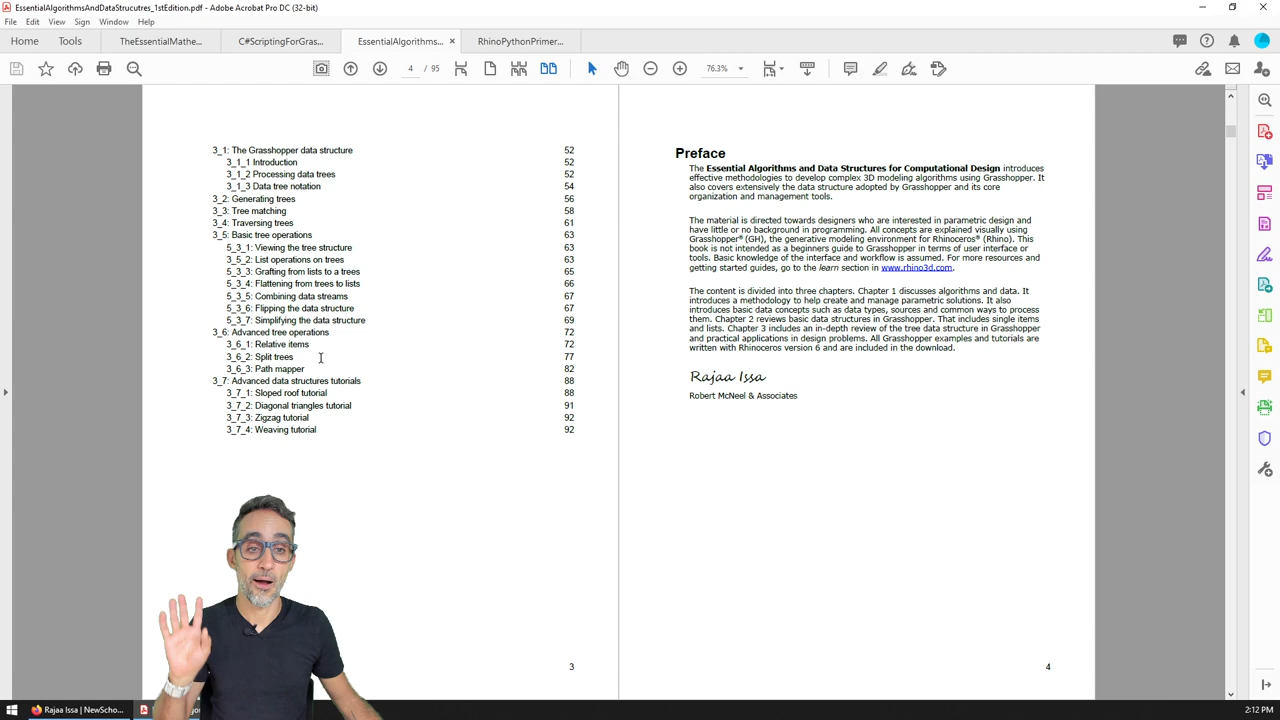 EssentialAlgorithmsAndDataStrucutres_1stEdition.pdf - Adobe Acrobat Pro DC (32-bit)
File Edit View Sign Window Help
Home Tools TheEssentialMathe... C#ScriptingForGras... EssentialAlgorithms... × RhinoPythonPrimer...
4 / 95 76.3%
3_1: The Grasshopper data structure 52
3_1_1 Introduction 52
3_1_2 Processing data trees 52
3_1_3 Data tree notation 54
3_2: Generating trees 56
3_3: Tree matching 58
3_4: Traversing trees 61
3_5: Basic tree operations 63
5_3_1: Viewing the tree structure 63
3_5_2: List operations on trees 63
5_3_3: Grafting from lists to a trees 65
5_3_4: Flattening from trees to lists 66
5_3_5: Combining data streams 67
5_3_6: Flipping the data structure 67
5_3_7: Simplifying the data structure 69
3_6: Advanced tree operations 72
3_6_1: Relative items 72
3_6_2: Split trees 77
3_6_3: Path mapper 82
3_7: Advanced data structures tutorials 88
3_7_1: Sloped roof tutorial 88
3_7_2: Diagonal triangles tutorial 91
3_7_3: Zigzag tutorial 92
3_7_4: Weaving tutorial 92
3
Preface
The Essential Algorithms and Data Structures for Computational Design introduces
effective methodologies to develop complex 3D modeling algorithms using Grasshopper. It
also covers extensively the data structure adopted by Grasshopper and its core
organization and management tools.
The material is directed towards designers who are interested in parametric design and
have little or no background in programming. All concepts are explained visually using
Grasshopper® (GH), the generative modeling environment for Rhinoceros® (Rhino). This
book is not intended as a beginners guide to Grasshopper in terms of user interface or
tools. Basic knowledge of the interface and workflow is assumed. For more resources and
getting started guides, go to the learn section in www.rhino3d.com.
The content is divided into three chapters. Chapter 1 discusses algorithms and data. It
introduces a methodology to help create and manage parametric solutions. It also
introduces basic data concepts such as data types, sources and common ways to process
them. Chapter 2 reviews basic data structures in Grasshopper. That includes single items
and lists. Chapter 3 includes an in-depth review of the tree data structure in Grasshopper
and practical applications in design problems. All Grasshopper examples and tutorials are
written with Rhinoceros version 6 and are included in the download.
Rajaa Issa
Robert McNeel & Associates
4
Rajaa Issa | NewScho...
2:12 PM